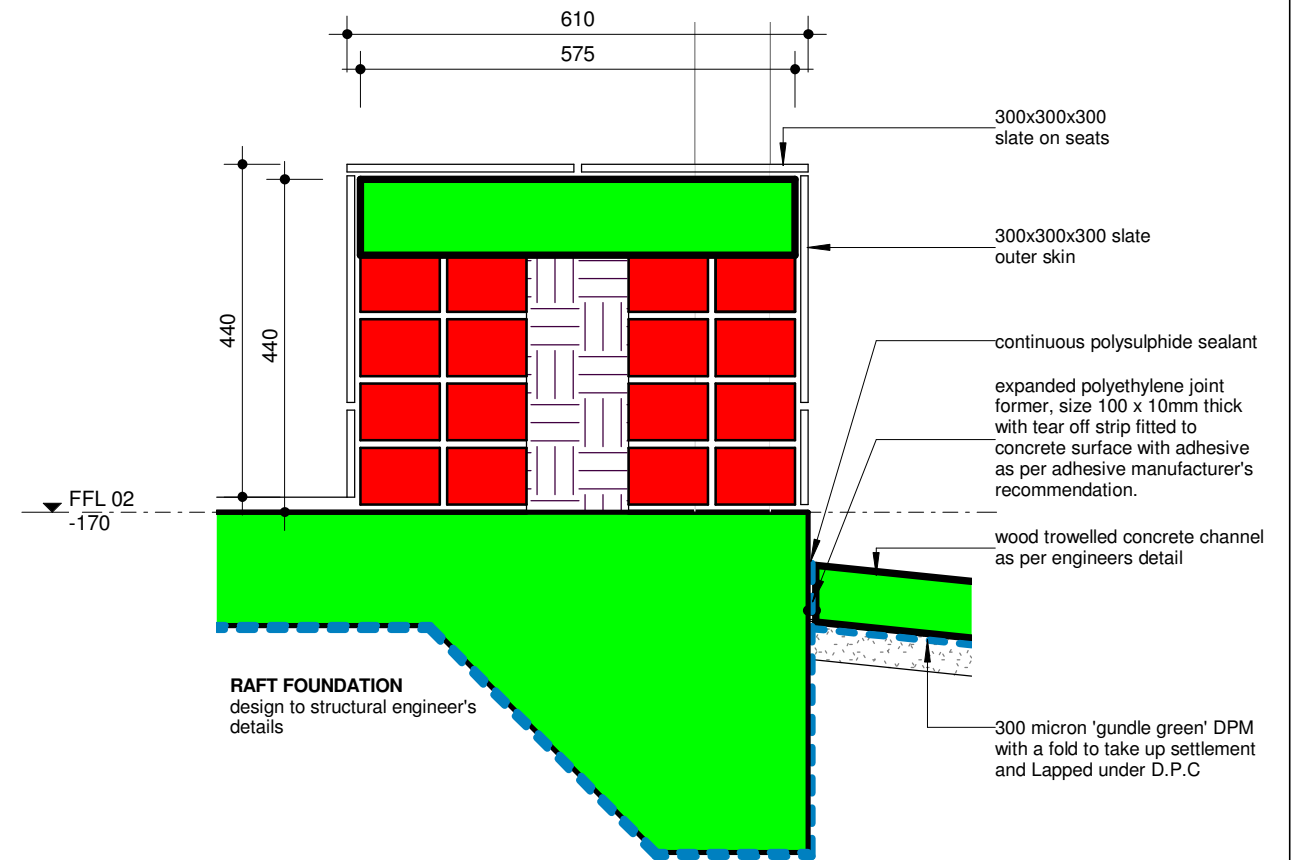 610
575
300x300x300
slate on seats
300x300x300 slate
outer skin
440
440
continuous polysulphide sealant
expanded polyethylene joint
former, size 100 x 10mm thick
with tear off strip fitted to
concrete surface with adhesive
as per adhesive manufacturer's
recommendation.
FFL 02
-170
wood trowelled concrete channel
as per engineers detail
RAFT FOUNDATION
design to structural engineer's
details
300 micron 'gundle green' DPM
with a fold to take up settlement
and Lapped under D.P.C